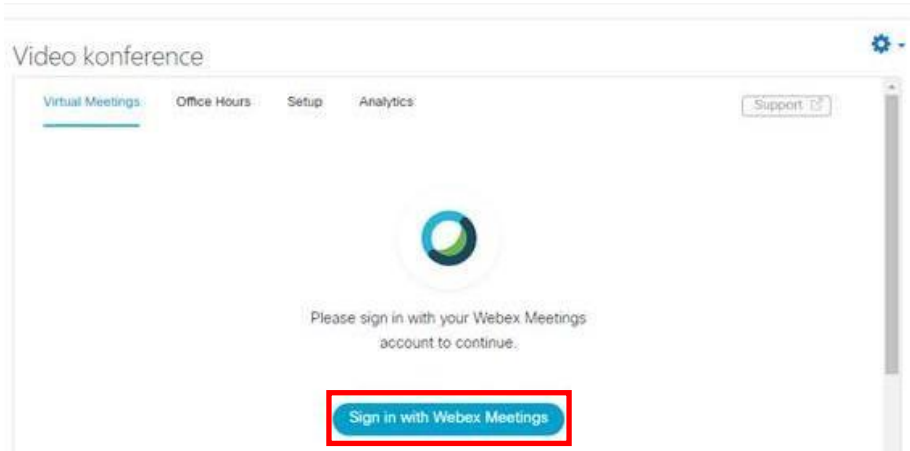 Video konference
Virtual Meetings Office Hours Setup Analytics Support
Please sign in with your Webex Meetings
account to continue.
Sign in with Webex Meetings